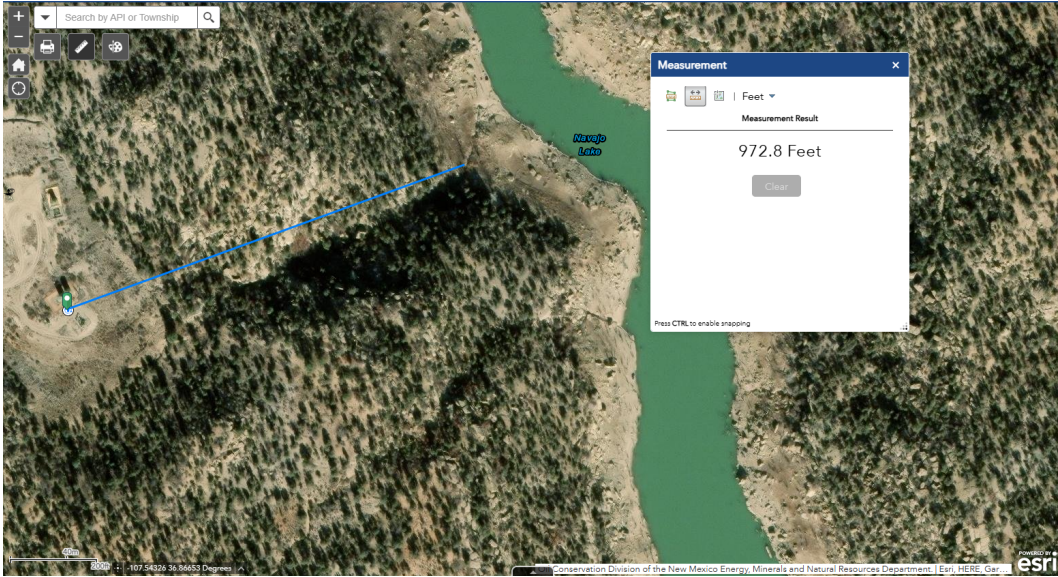 +
Search by API or Township
−
Measurement
×
| Feet
Measurement Result
972.8 Feet
Clear
Press CTRL to enable snapping
Navajo
Lake
40m
200ft
-107.54326 36.86653 Degrees
Conservation Division of the New Mexico Energy, Minerals and Natural Resources Department. | Esri, HERE, Gar...
POWERED BY
esri